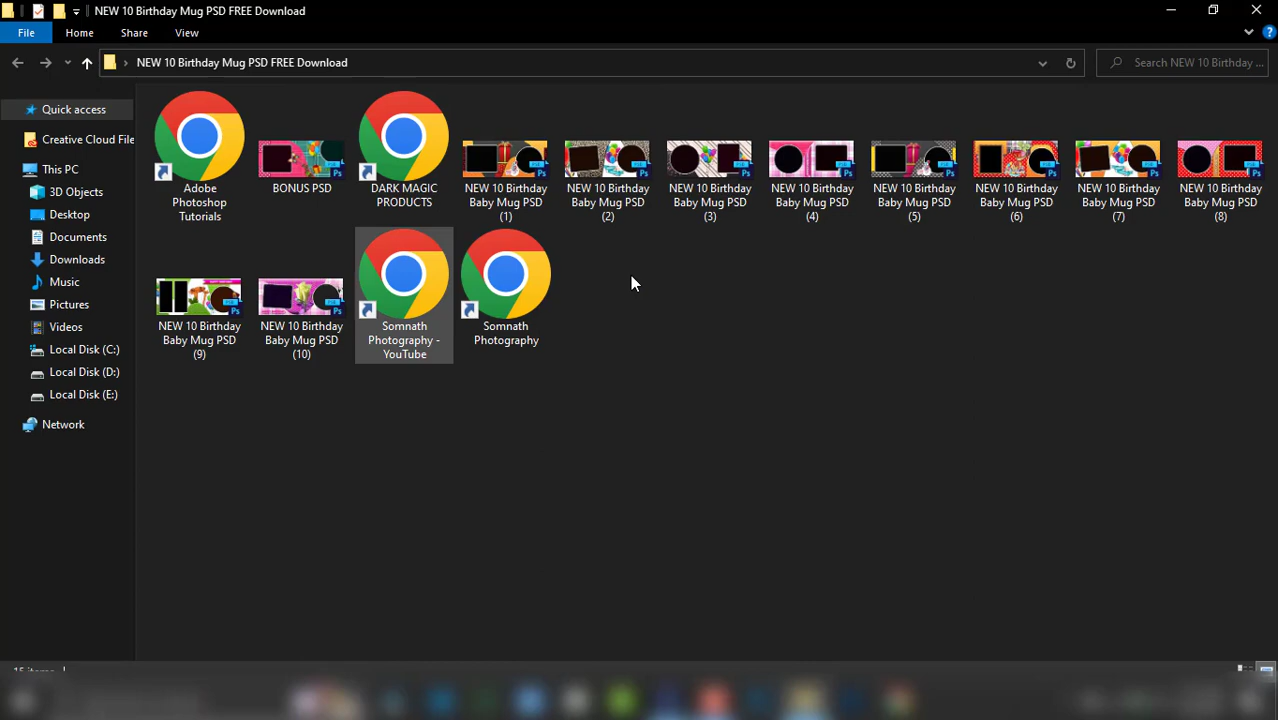 NEW 10 Birthday Mug PSD FREE Download
File
Home
Share
View
NEW 10 Birthday Mug PSD FREE Download
Search NEW 10 Birthday ...
Quick access
Creative Cloud File
This PC
3D Objects
Desktop
Documents
Downloads
Music
Pictures
Videos
Local Disk (C:)
Local Disk (D:)
Local Disk (E:)
Network
Adobe
Photoshop
Tutorials
BONUS PSD
DARK MAGIC
PRODUCTS
NEW 10 Birthday
Baby Mug PSD
(1)
NEW 10 Birthday
Baby Mug PSD
(2)
NEW 10 Birthday
Baby Mug PSD
(3)
NEW 10 Birthday
Baby Mug PSD
(4)
NEW 10 Birthday
Baby Mug PSD
(5)
NEW 10 Birthday
Baby Mug PSD
(6)
NEW 10 Birthday
Baby Mug PSD
(7)
NEW 10 Birthday
Baby Mug PSD
(8)
NEW 10 Birthday
Baby Mug PSD
(9)
NEW 10 Birthday
Baby Mug PSD
(10)
Somnath
Photography -
YouTube
Somnath
Photography
15 items